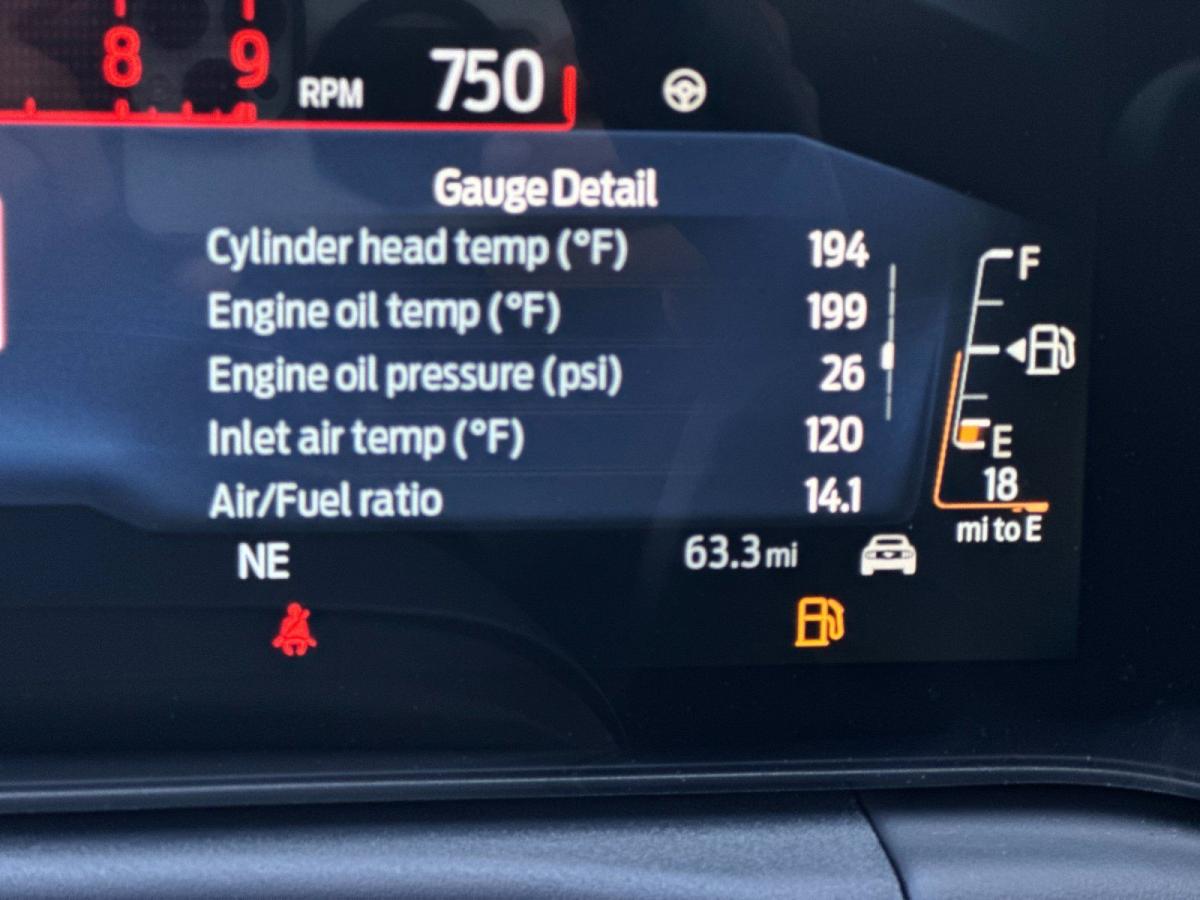 8 9
RPM 750
Gauge Detail
Cylinder head temp (°F) 194
Engine oil temp (°F) 199
Engine oil pressure (psi) 26
Inlet air temp (°F) 120
Air/Fuel ratio 14.1
F
E
18
mi to E
NE 63.3 mi